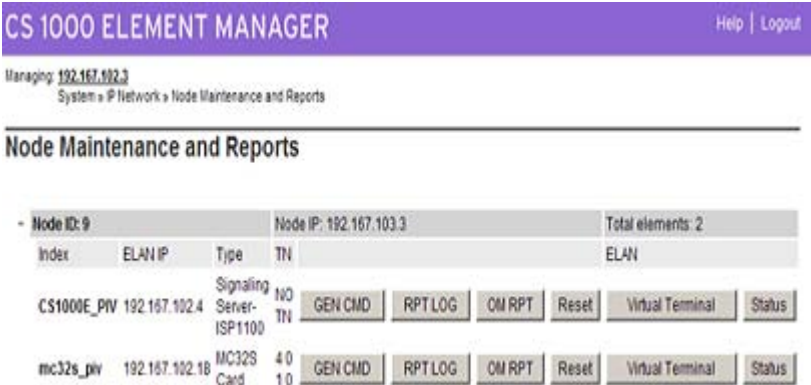 CS 1000 ELEMENT MANAGER Help | Logout
Managing: 192.167.102.3
System » IP Network » Node Maintenance and Reports
Node Maintenance and Reports
- Node ID: 9 Node IP: 192.167.103.3 Total elements: 2
Index ELAN IP Type TN ELAN
CS1000E_PIV 192.167.102.4 Signaling Server-ISP1100 NO TN GEN CMD RPT LOG OM RPT Reset Virtual Terminal Status
mc32s_piv 192.167.102.18 MC32S Card 4 0 1 0 GEN CMD RPT LOG OM RPT Reset Virtual Terminal Status